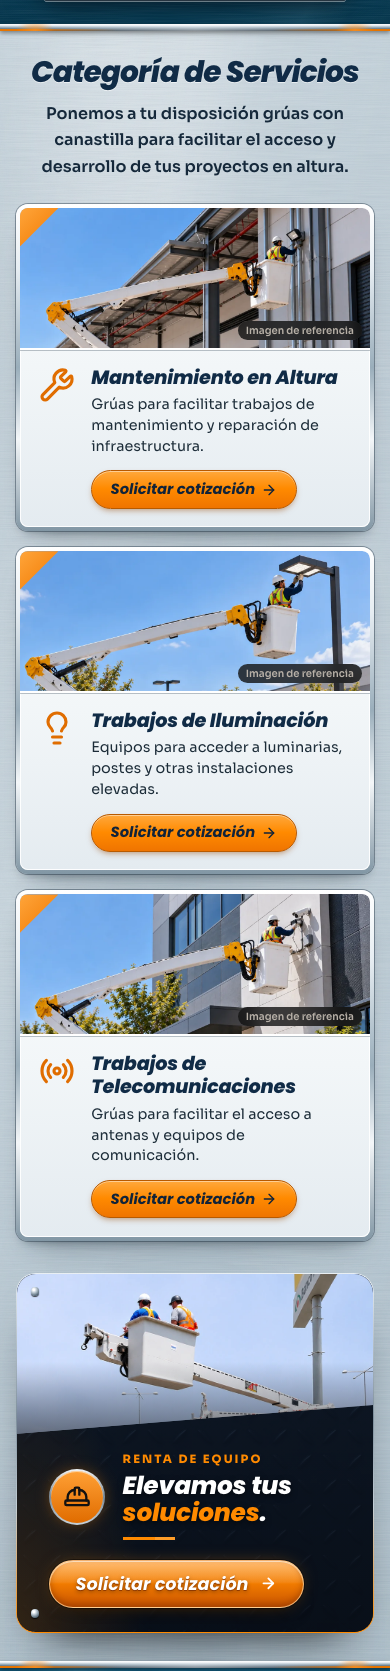 Categoría de Servicios
Ponemos a tu disposición grúas con
canastilla para facilitar el acceso y
desarrollo de tus proyectos en altura.
Imagen de referencia
Mantenimiento en Altura
Grúas para facilitar trabajos de
mantenimiento y reparación de
infraestructura.
Solicitar cotización →
Imagen de referencia
Trabajos de Iluminación
Equipos para acceder a luminarias,
postes y otras instalaciones
elevadas.
Solicitar cotización →
Imagen de referencia
Trabajos de
Telecomunicaciones
Grúas para facilitar el acceso a
antenas y equipos de
comunicación.
Solicitar cotización →
RENTA DE EQUIPO
Elevamos tus
soluciones.
Solicitar cotización →